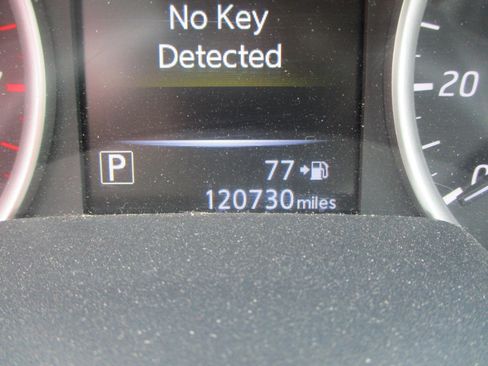 No Key
Detected
20
P
77
120730 miles